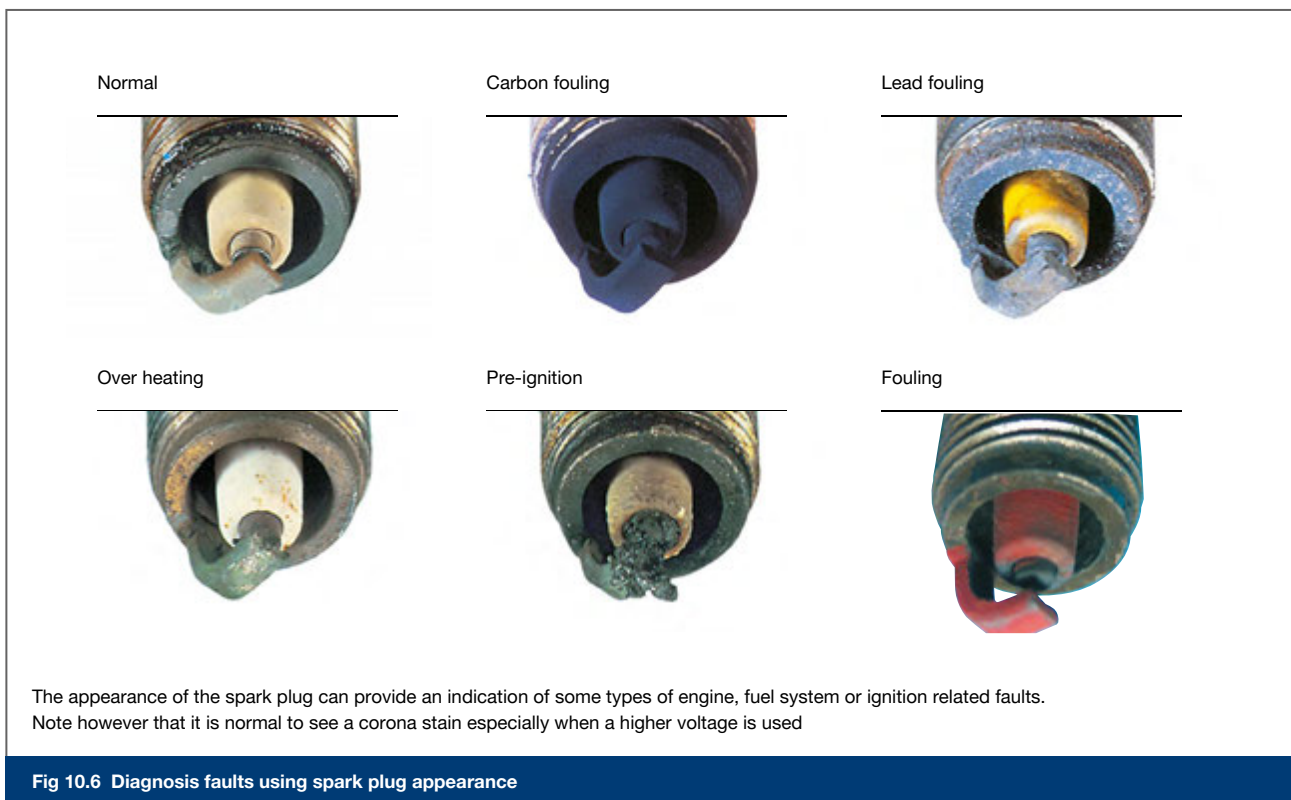 Normal
Carbon fouling
Lead fouling
Over heating
Pre-ignition
Fouling
The appearance of the spark plug can provide an indication of some types of engine, fuel system or ignition related faults.
Note however that it is normal to see a corona stain especially when a higher voltage is used
Fig 10.6 Diagnosis faults using spark plug appearance